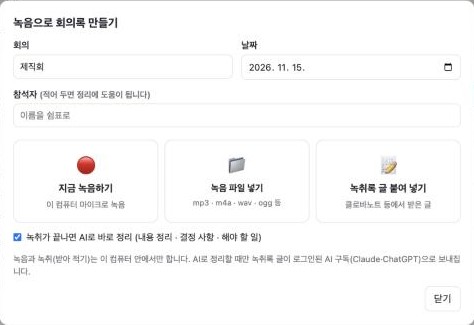 녹음으로 회의록 만들기
회의
날짜
제직회
2026. 11. 15.
참석자 (적어 두면 정리에 도움이 됩니다)
이름을 쉼표로
지금 녹음하기
이 컴퓨터 마이크로 녹음
녹음 파일 넣기
mp3 · m4a · wav · ogg 등
녹취록 글 붙여 넣기
클로바노트 등에서 받은 글
녹취가 끝나면 AI로 바로 정리 (내용 정리 · 결정 사항 · 해야 할 일)
녹음과 녹취(받아 적기)는 이 컴퓨터 안에서만 합니다. AI로 정리할 때만 녹취록 글이 로그인된 AI 구독(Claude·ChatGPT)으로 보내집
니다.
닫기